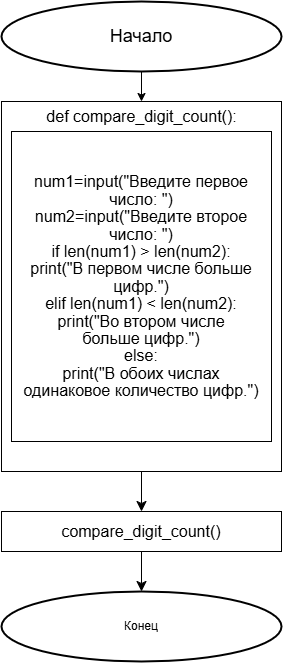 Начало
def compare_digit_count():
num1=input("Введите первое
число: ")
num2=input("Введите второе
число: ")
if len(num1) > len(num2):
print("В первом числе больше
цифр.")
elif len(num1) < len(num2):
print("Во втором числе
больше цифр.")
else:
print("В обоих числах
одинаковое количество цифр.")
compare_digit_count()
Конец